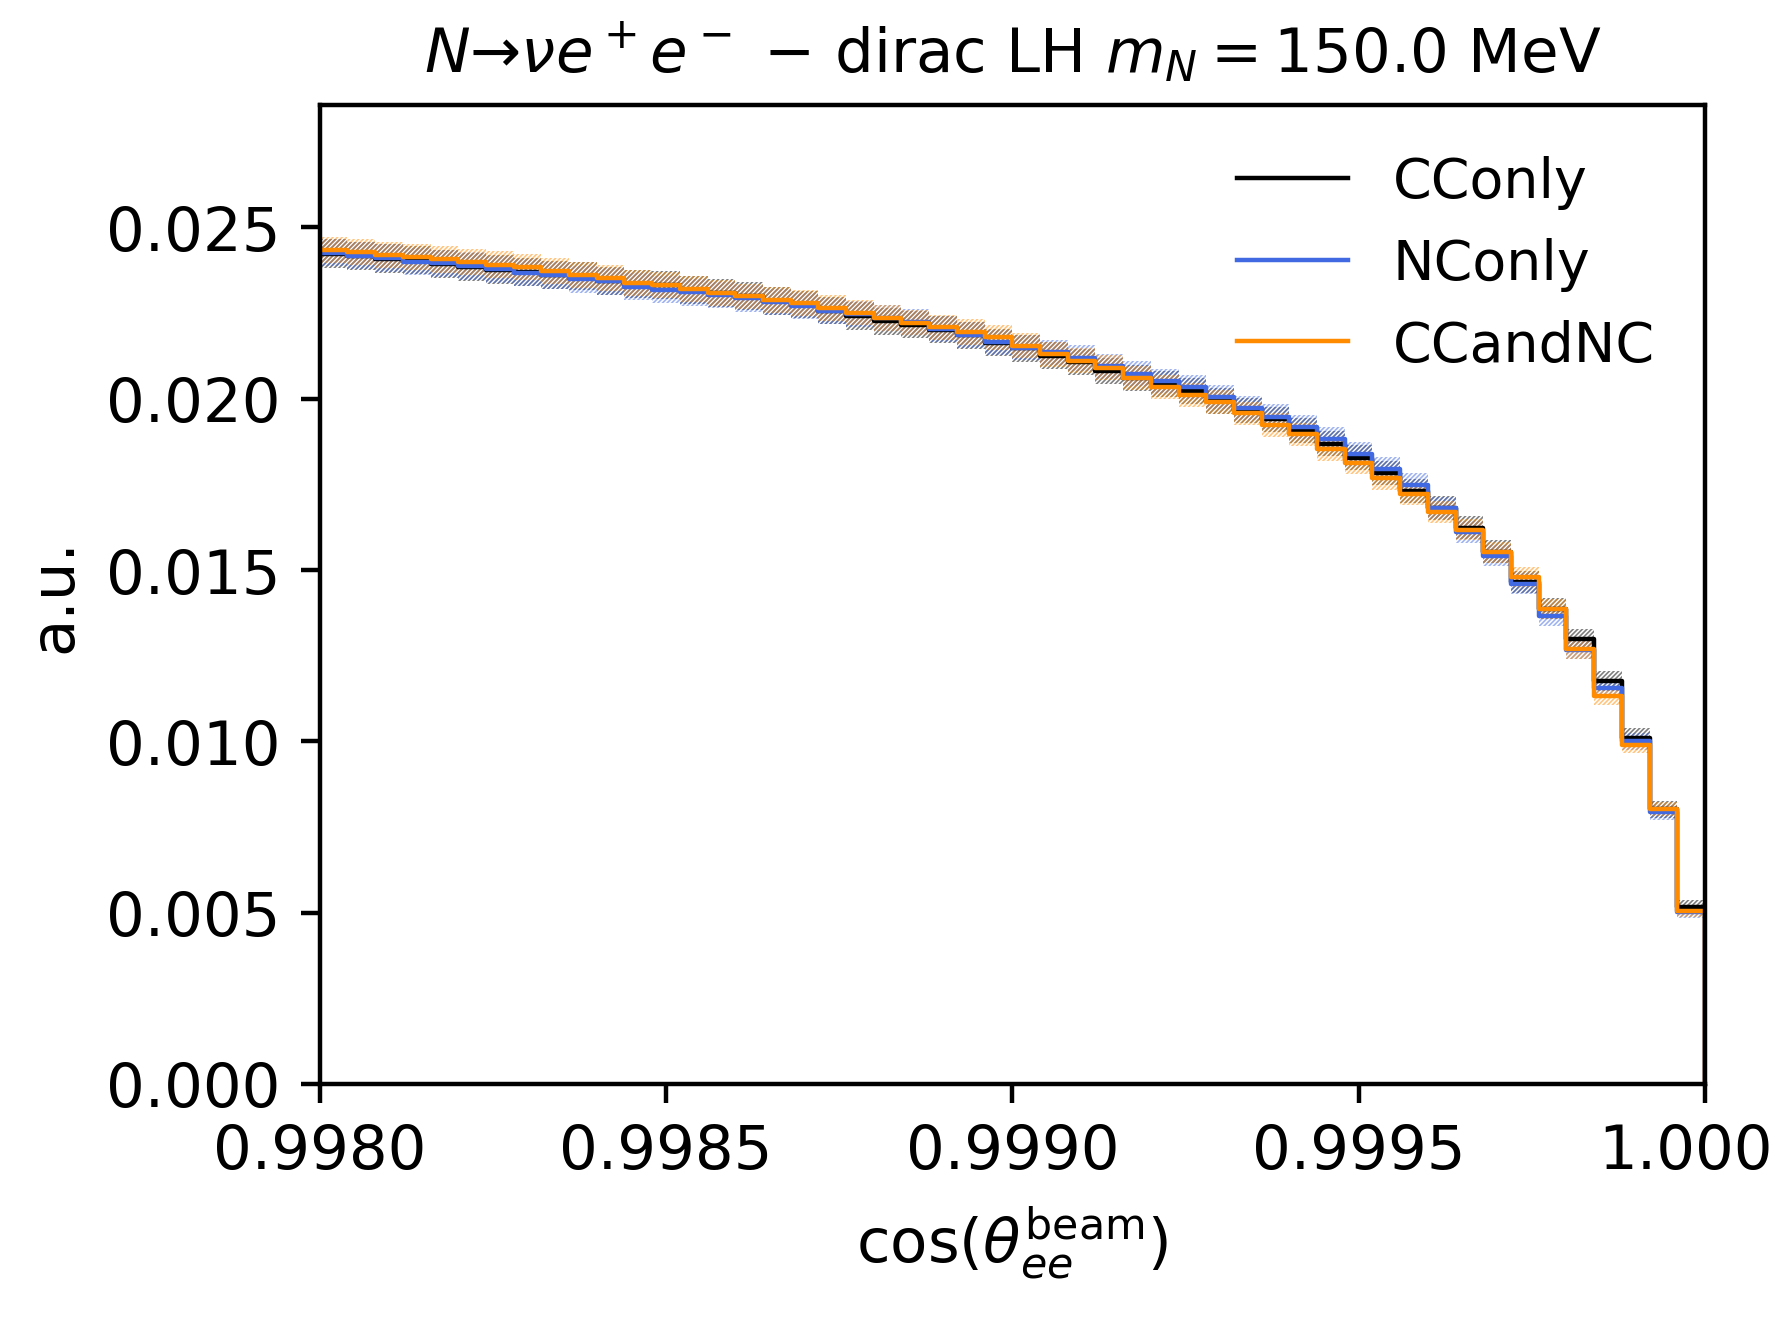 N→νe⁺e⁻ − dirac LH m_N = 150.0 MeV
CConly
NConly
CCandNC
0.025
0.020
0.015
0.010
0.005
0.000
a.u.
0.9980 0.9985 0.9990 0.9995 1.000
cos(θ_ee^beam)